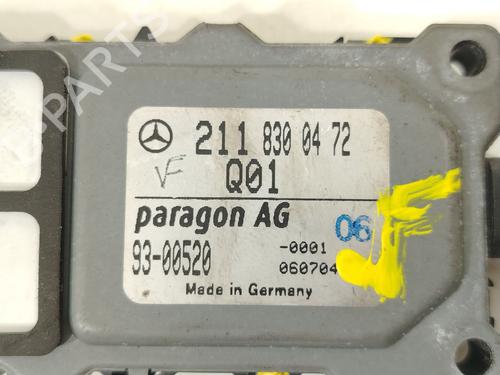 211 830 04 72
VF
Q01
paragon AG
06
93-00520 -0001
060704
Made in Germany